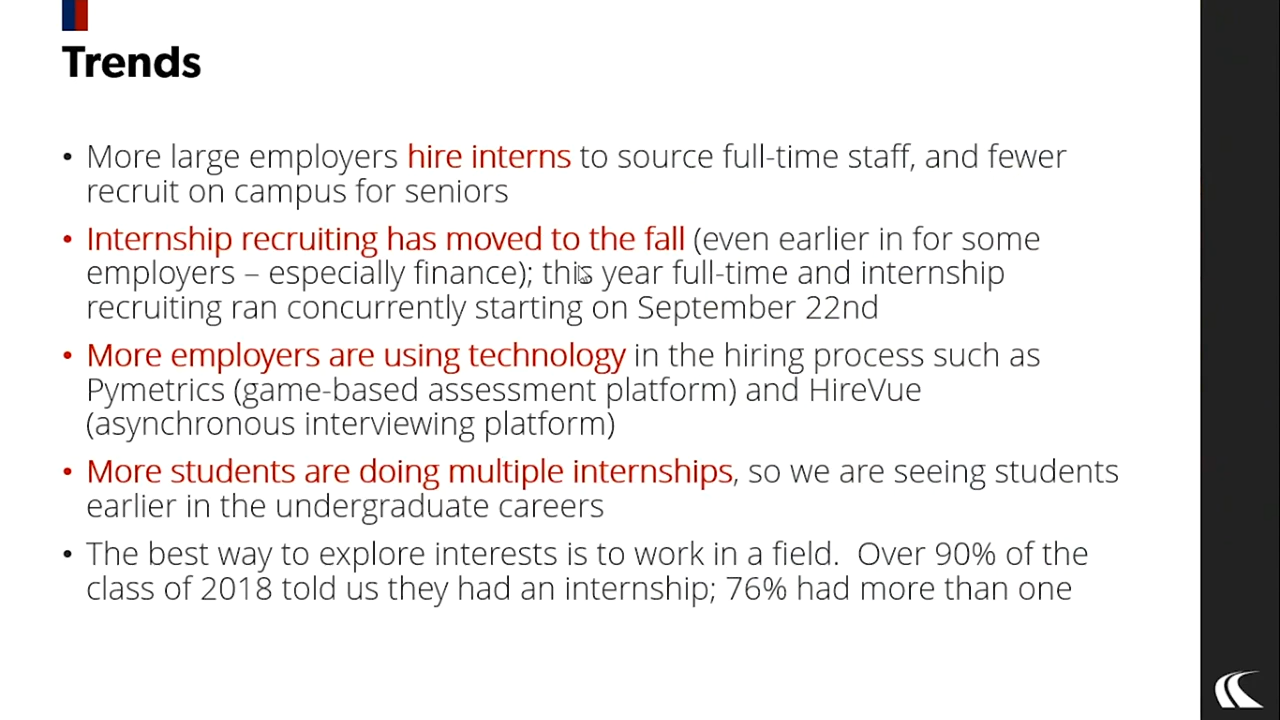 Trends
• More large employers hire interns to source full-time staff, and fewer
recruit on campus for seniors
• Internship recruiting has moved to the fall (even earlier in for some
employers – especially finance); this year full-time and internship
recruiting ran concurrently starting on September 22nd
• More employers are using technology in the hiring process such as
Pymetrics (game-based assessment platform) and HireVue
(asynchronous interviewing platform)
• More students are doing multiple internships, so we are seeing students
earlier in the undergraduate careers
• The best way to explore interests is to work in a field.  Over 90% of the
class of 2018 told us they had an internship; 76% had more than one